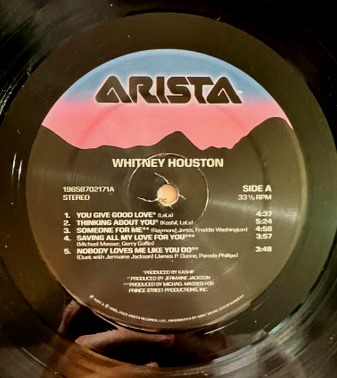 ARISTA
WHITNEY HOUSTON
19658702171A
STEREO
SIDE A
33 ⅓ RPM
1. YOU GIVE GOOD LOVE* (LaLa) 4:37
2. THINKING ABOUT YOU* (Kashif, LaLa) 5:24
3. SOMEONE FOR ME** (Raymond Jones, Freddie Washington) 4:58
4. SAVING ALL MY LOVE FOR YOU*** 3:57
(Michael Masser, Gerry Goffin)
5. NOBODY LOVES ME LIKE YOU DO** 3:48
(Duet with Jermaine Jackson) (James P. Dunne, Pamela Phillips)
*PRODUCED BY KASHIF
**PRODUCED BY JERMAINE JACKSON
***PRODUCED BY MICHAEL MASSER FOR
PRINCE STREET PRODUCTIONS, INC.